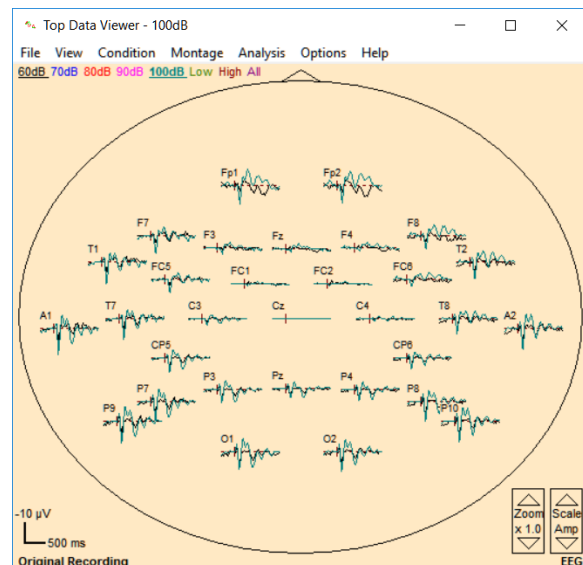 Top Data Viewer - 100dB
File View Condition Montage Analysis Options Help
60dB 70dB 80dB 90dB 100dB Low High All
Fp1 Fp2
F7 F3 Fz F4 F8
T1 T2
FC5 FC1 FC2 FC6
A1 T7 C3 Cz C4 T8 A2
CP5 CP6
P7 P3 Pz P4 P8
P9 P10
O1 O2
-10 µV
500 ms
Zoom Scale
x 1.0 Amp
Original Recording EEG